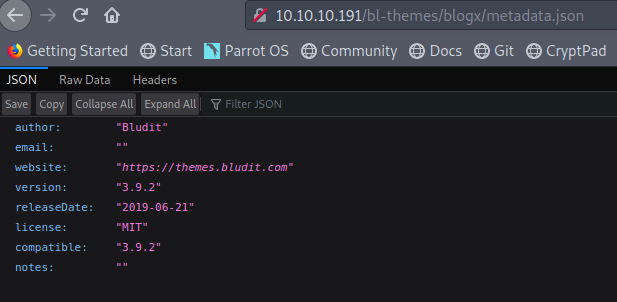 10.10.10.191/bl-themes/blogx/metadata.json
Getting Started Start Parrot OS Community Docs Git CryptPad
JSON Raw Data Headers
Save Copy Collapse All Expand All Filter JSON
author: "Bludit"
email: ""
website: "https://themes.bludit.com"
version: "3.9.2"
releaseDate: "2019-06-21"
license: "MIT"
compatible: "3.9.2"
notes: ""